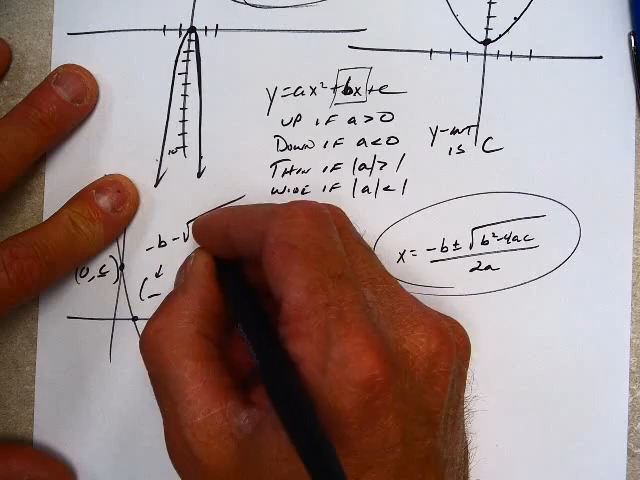 y=ax²+bx+c
UP IF a>0
DOWN IF a<0
THIN IF |a|>1
WIDE IF |a|<1
y-INT
IS C
-b-√
(0,c)
(-
x = -b±√b²-4ac
2a